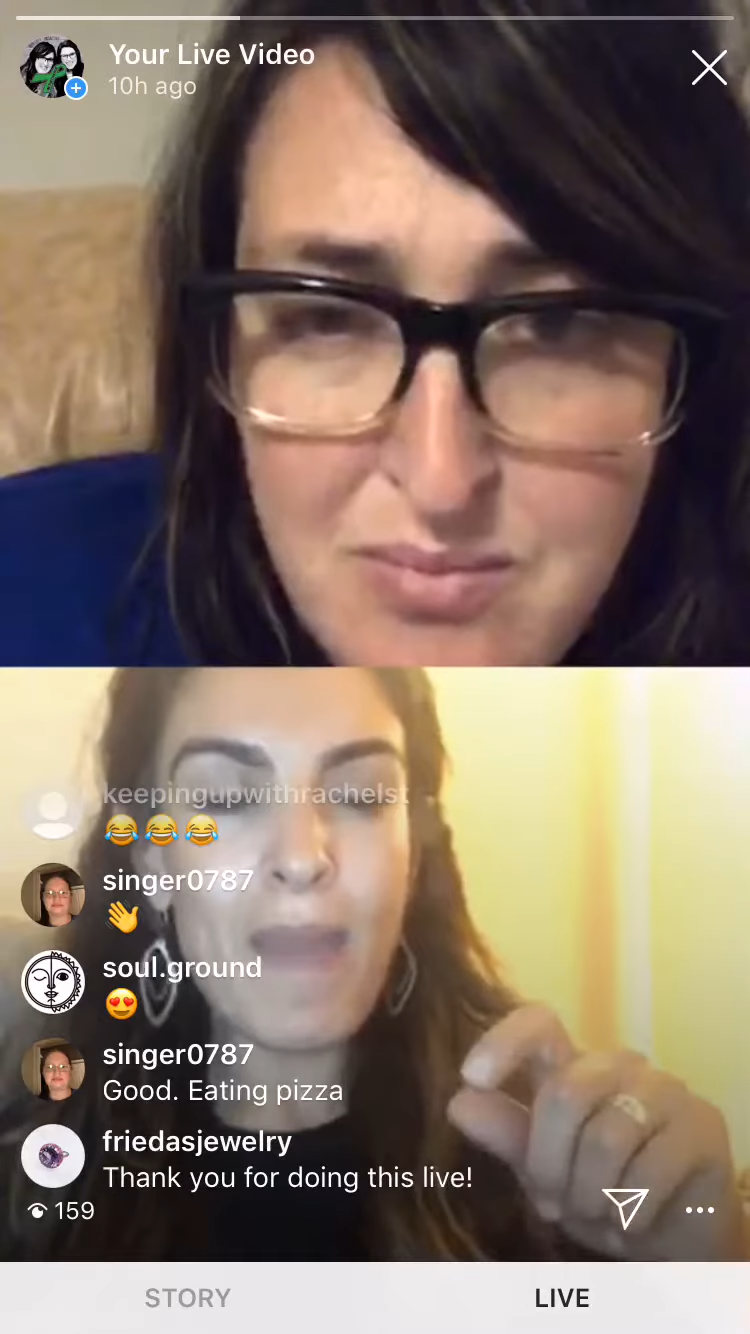 Your Live Video
10h ago
keepingupwithrachelst
😂😂😂
singer0787
👋
soul.ground
😍
singer0787
Good. Eating pizza
friedasjewelry
Thank you for doing this live!
159
STORY
LIVE